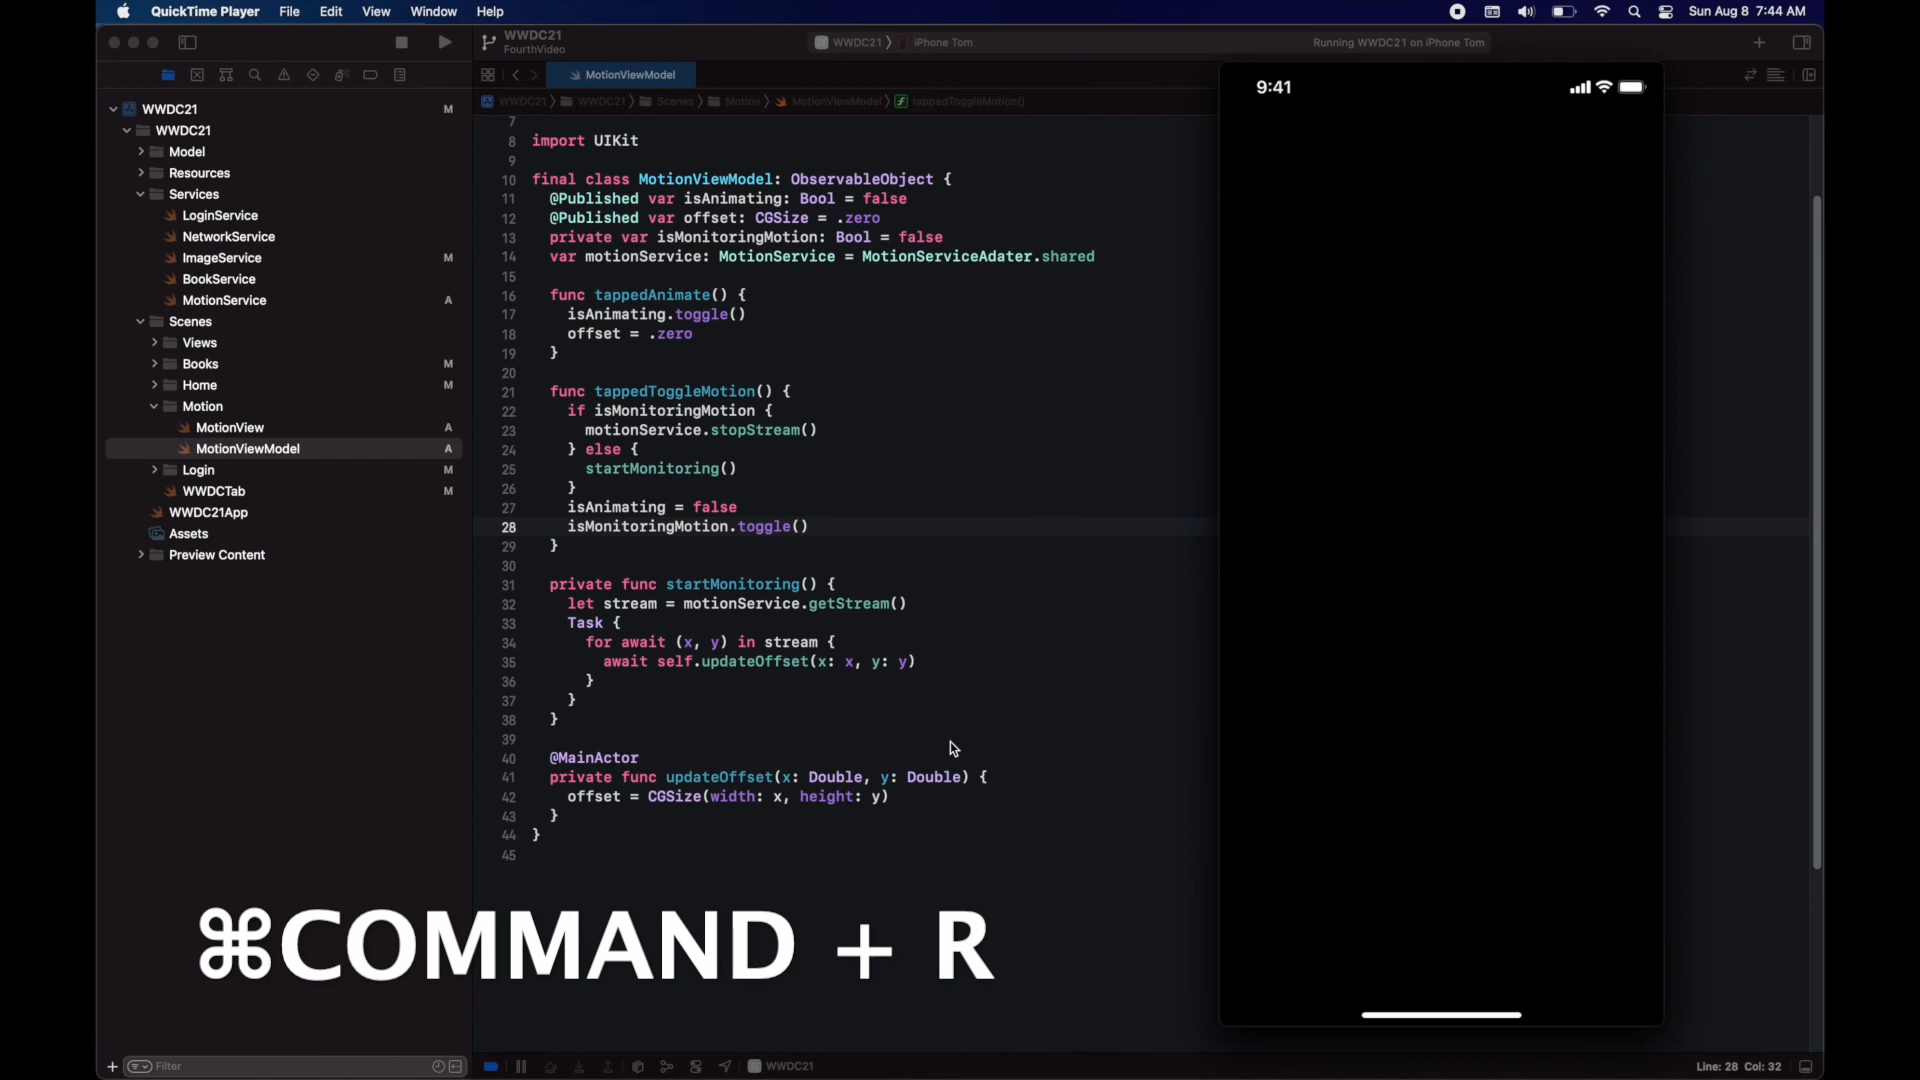 QuickTime Player File Edit View Window Help
Sun Aug 8 7:44 AM
WWDC21
FourthVideo
WWDC21 iPhone Tom
Running WWDC21 on iPhone Tom
MotionViewModel
WWDC21 WWDC21 Scenes Motion MotionViewModel tappedToggleMotion()
WWDC21 M
WWDC21
Model
Resources
Services
LoginService
NetworkService
ImageService M
BookService
MotionService A
Scenes
Views
Books M
Home M
Motion
MotionView A
MotionViewModel A
Login M
WWDCTab M
WWDC21App
Assets
Preview Content
Filter
7
8 import UIKit
9
10 final class MotionViewModel: ObservableObject {
11 @Published var isAnimating: Bool = false
12 @Published var offset: CGSize = .zero
13 private var isMonitoringMotion: Bool = false
14 var motionService: MotionService = MotionServiceAdater.shared
15
16 func tappedAnimate() {
17 isAnimating.toggle()
18 offset = .zero
19 }
20
21 func tappedToggleMotion() {
22 if isMonitoringMotion {
23 motionService.stopStream()
24 } else {
25 startMonitoring()
26 }
27 isAnimating = false
28 isMonitoringMotion.toggle()
29 }
30
31 private func startMonitoring() {
32 let stream = motionService.getStream()
33 Task {
34 for await (x, y) in stream {
35 await self.updateOffset(x: x, y: y)
36 }
37 }
38 }
39
40 @MainActor
41 private func updateOffset(x: Double, y: Double) {
42 offset = CGSize(width: x, height: y)
43 }
44 }
45
9:41
⌘COMMAND + R
WWDC21
Line: 28 Col: 32